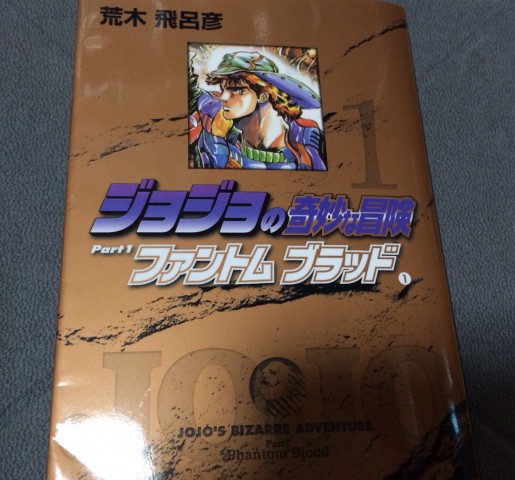 荒木 飛呂彦
1
ジョジョの奇妙な冒険
Part1 ファントム ブラッド 1
JOJO
JOJO'S BIZARRE ADVENTURE
Part1
Phantom Blood